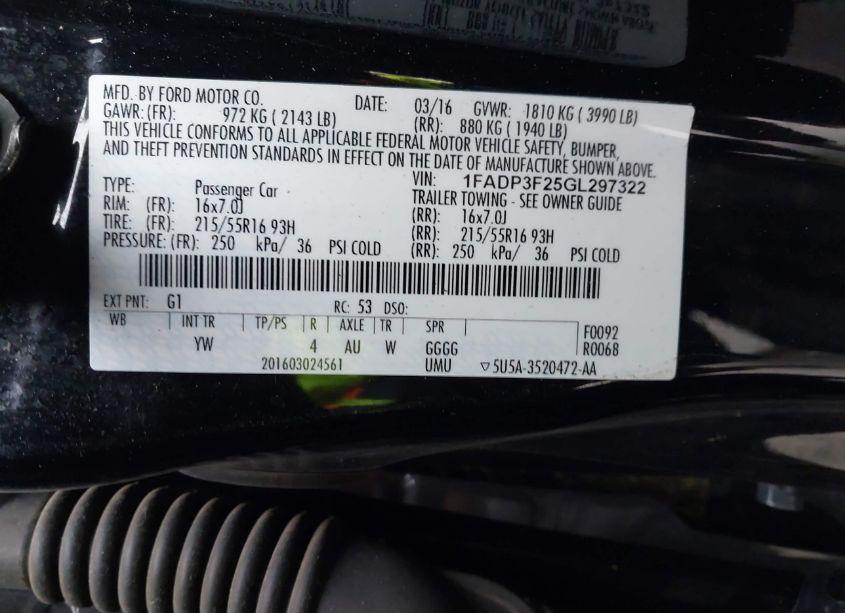 MFD. BY FORD MOTOR CO. DATE: 03/16 GVWR: 1810 KG ( 3990 LB)
GAWR: (FR): 972 KG ( 2143 LB) (RR): 880 KG ( 1940 LB)
THIS VEHICLE CONFORMS TO ALL APPLICABLE FEDERAL MOTOR VEHICLE SAFETY, BUMPER,
AND THEFT PREVENTION STANDARDS IN EFFECT ON THE DATE OF MANUFACTURE SHOWN ABOVE.
VIN: 1FADP3F25GL297322
TYPE: Passenger Car TRAILER TOWING - SEE OWNER GUIDE
RIM: (FR): 16x7.0J (RR): 16x7.0J
TIRE: (FR): 215/55R16 93H (RR): 215/55R16 93H
PRESSURE: (FR): 250 kPa/ 36 PSI COLD (RR): 250 kPa/ 36 PSI COLD
EXT PNT: G1 RC: 53 DSO:
WB INT TR TP/PS R AXLE TR SPR F0092
YW 4 AU W GGGG R0068
201603024561 UMU ▽5U5A-3520472-AA